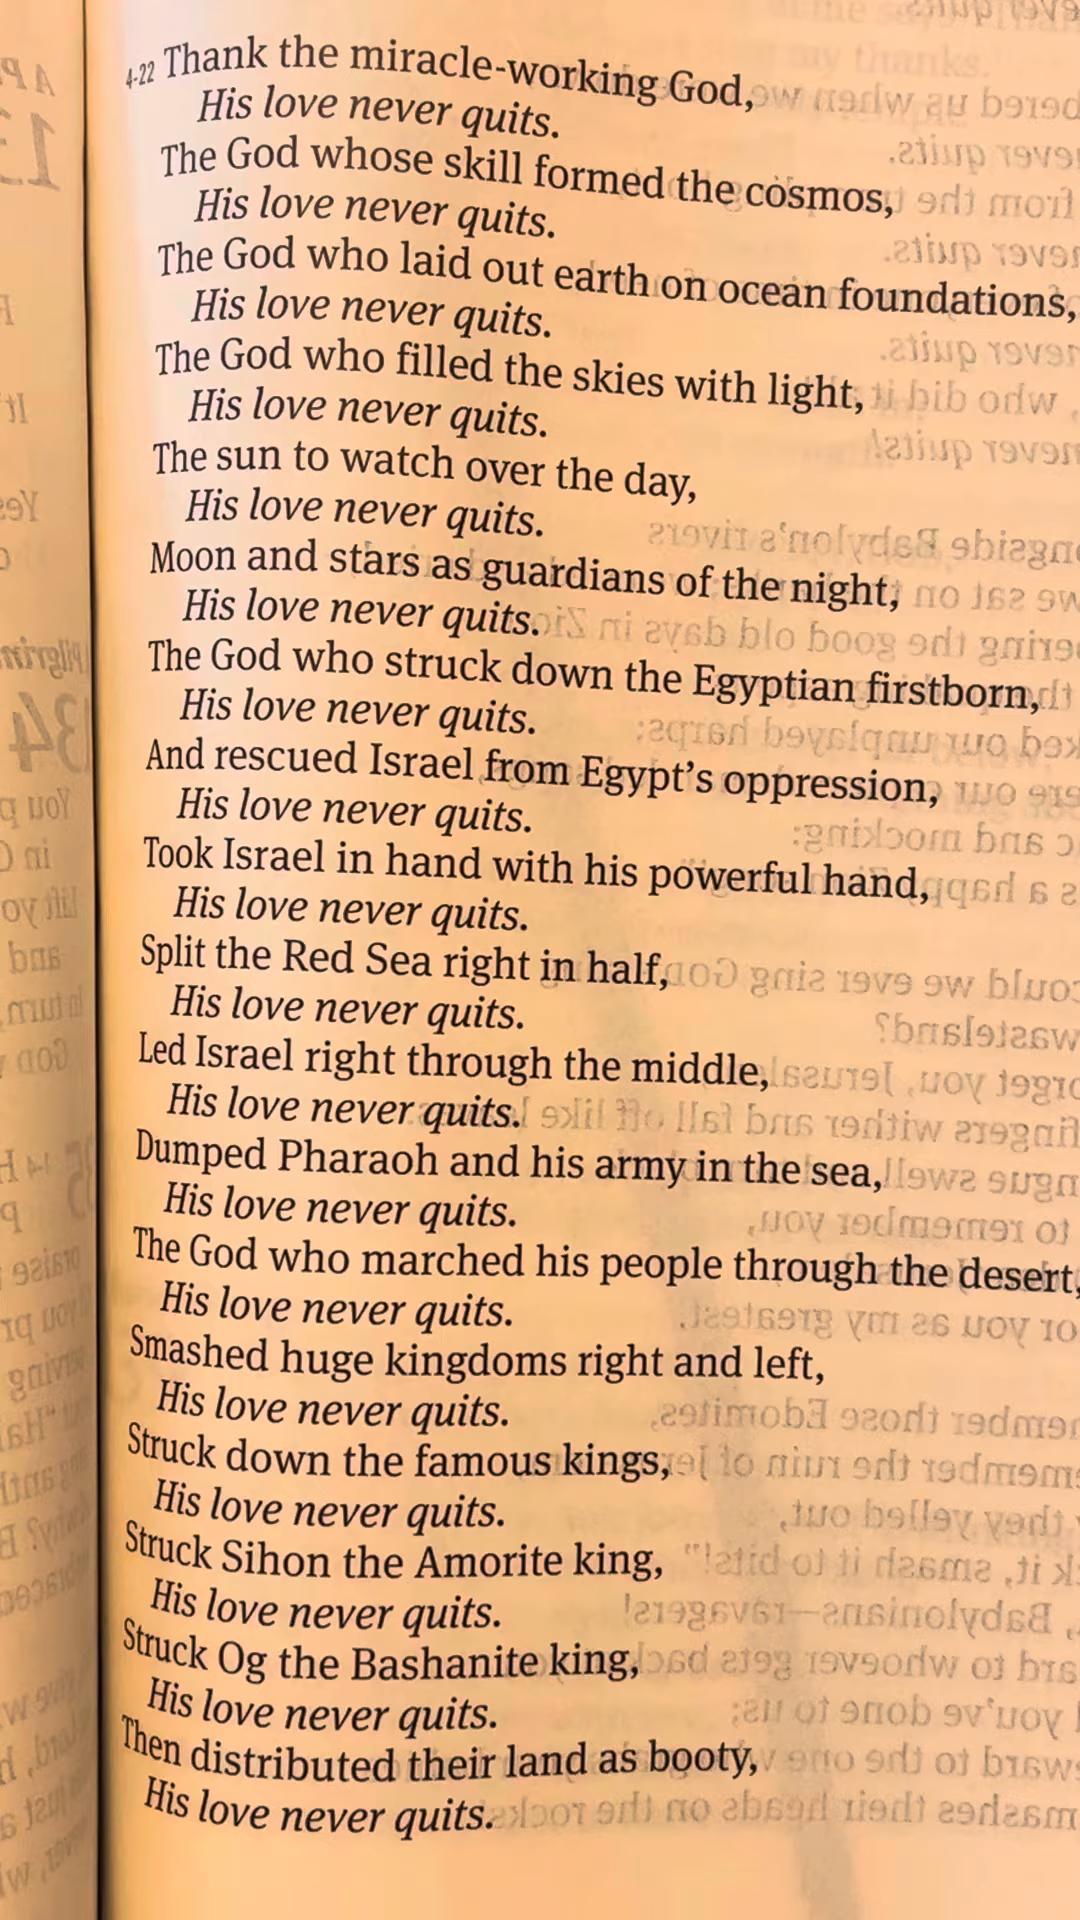 4-22 Thank the miracle-working God,
His love never quits.
The God whose skill formed the cosmos,
His love never quits.
The God who laid out earth on ocean foundations,
His love never quits.
The God who filled the skies with light,
His love never quits.
The sun to watch over the day,
His love never quits.
Moon and stars as guardians of the night,
His love never quits.
The God who struck down the Egyptian firstborn,
His love never quits.
And rescued Israel from Egypt's oppression,
His love never quits.
Took Israel in hand with his powerful hand,
His love never quits.
Split the Red Sea right in half,
His love never quits.
Led Israel right through the middle,
His love never quits.
Dumped Pharaoh and his army in the sea,
His love never quits.
The God who marched his people through the desert,
His love never quits.
Smashed huge kingdoms right and left,
His love never quits.
Struck down the famous kings,
His love never quits.
Struck Sihon the Amorite king,
His love never quits.
Struck Og the Bashanite king,
His love never quits.
Then distributed their land as booty,
His love never quits.